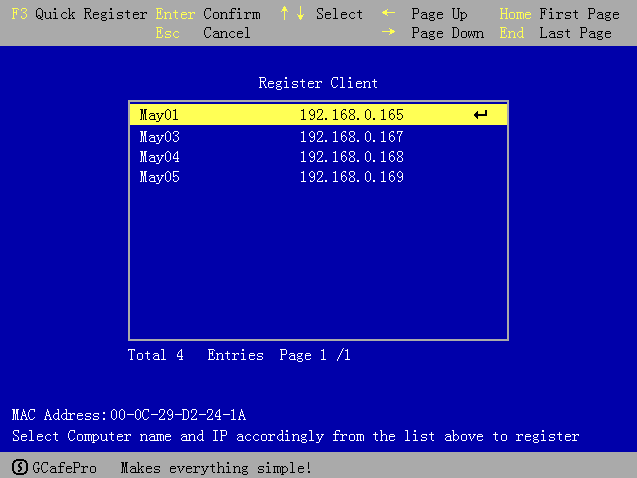 F3 Quick Register Enter Confirm ↑ ↓ Select ← Page Up Home First Page
Esc Cancel → Page Down End Last Page
Register Client
May01 192.168.0.165 ↵
May03 192.168.0.167
May04 192.168.0.168
May05 192.168.0.169
Total 4 Entries Page 1 /1
MAC Address:00-0C-29-D2-24-1A
Select Computer name and IP accordingly from the list above to register
GCafePro Makes everything simple!